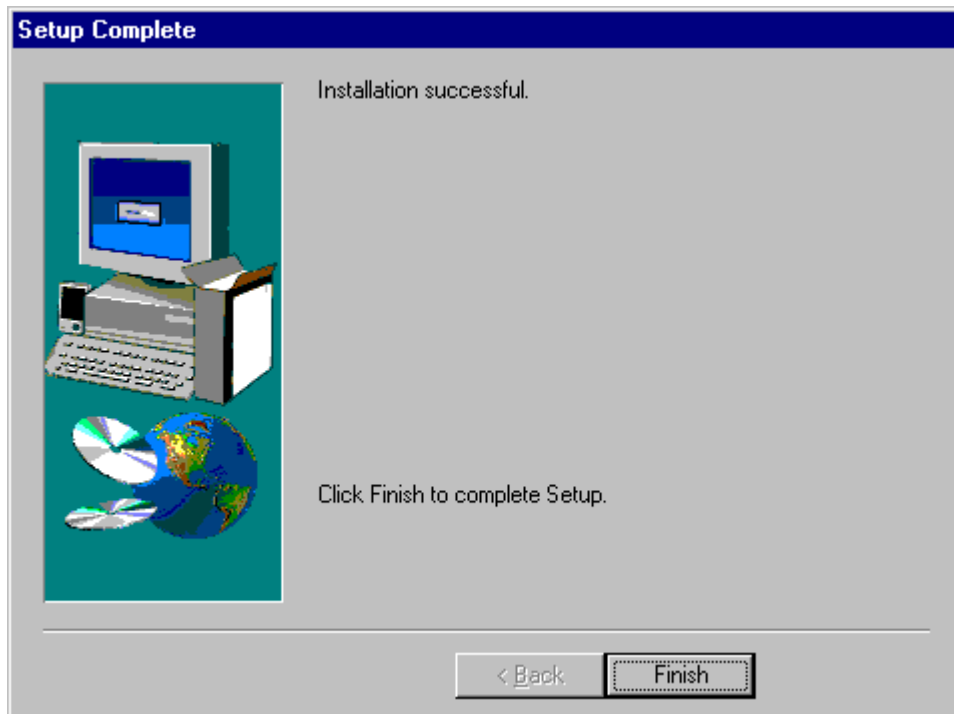 Setup Complete
Installation successful.
Click Finish to complete Setup.
< Back
Finish